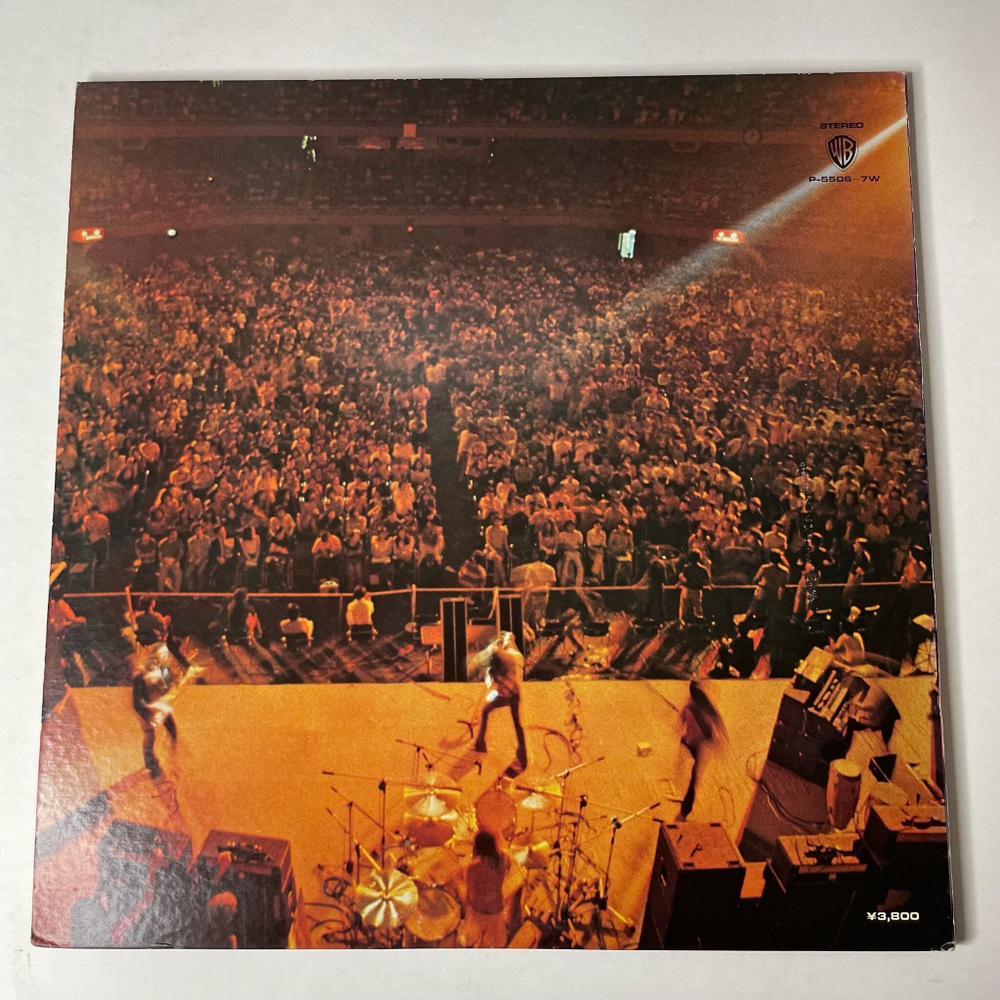 STEREO
WB
P-5506~7W
¥3,800